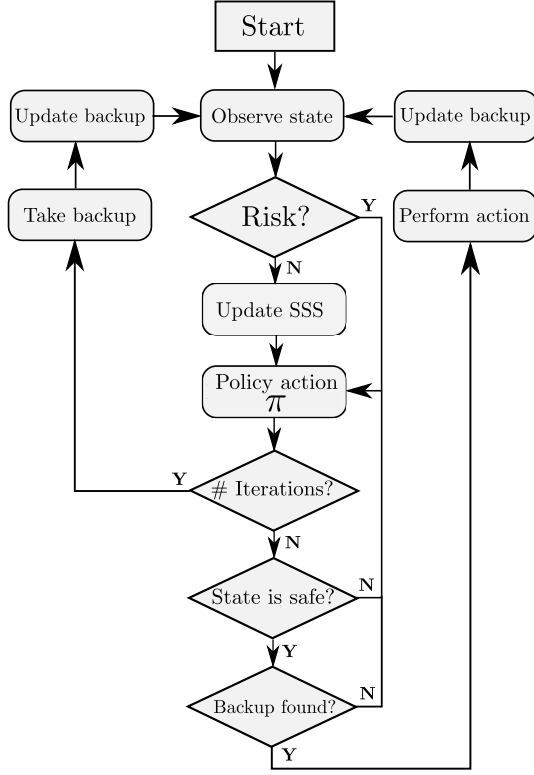 Start
Update backup
Observe state
Update backup
Take backup
Risk?
Y
Perform action
N
Update SSS
Policy action
π
Y
# Iterations?
N
State is safe?
N
Y
Backup found?
N
Y